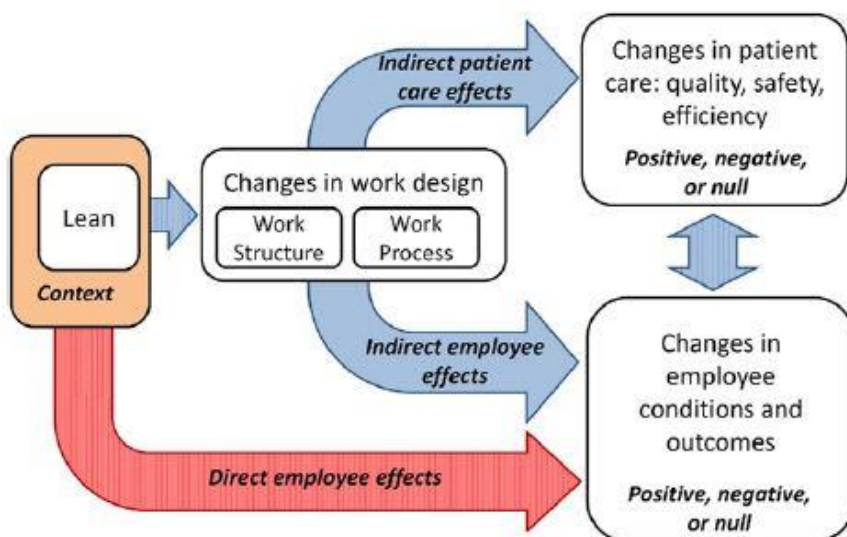 Indirect patient
care effects
Changes in patient
care: quality, safety,
efficiency
Positive, negative,
or null
Lean
Context
Changes in work design
Work
Structure
Work
Process
Indirect employee
effects
Changes in
employee
conditions and
outcomes
Positive, negative,
or null
Direct employee effects